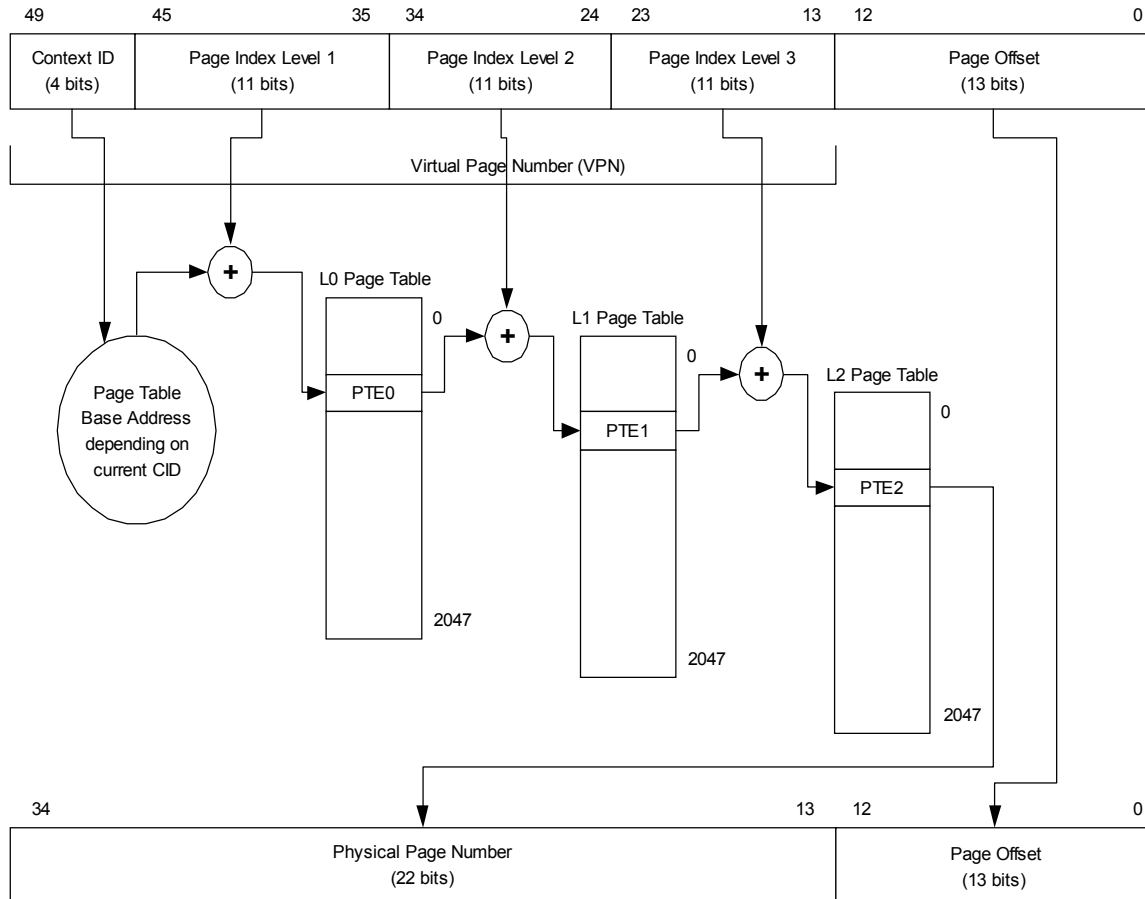 49 45 35 34 24 23 13 12 0
Context ID
(4 bits)
Page Index Level 1
(11 bits)
Page Index Level 2
(11 bits)
Page Index Level 3
(11 bits)
Page Offset
(13 bits)
Virtual Page Number (VPN)
+
L0 Page Table
0
PTE0
2047
+
L1 Page Table
0
PTE1
2047
+
L2 Page Table
0
PTE2
2047
Page Table
Base Address
depending on
current CID
34 13 12 0
Physical Page Number
(22 bits)
Page Offset
(13 bits)